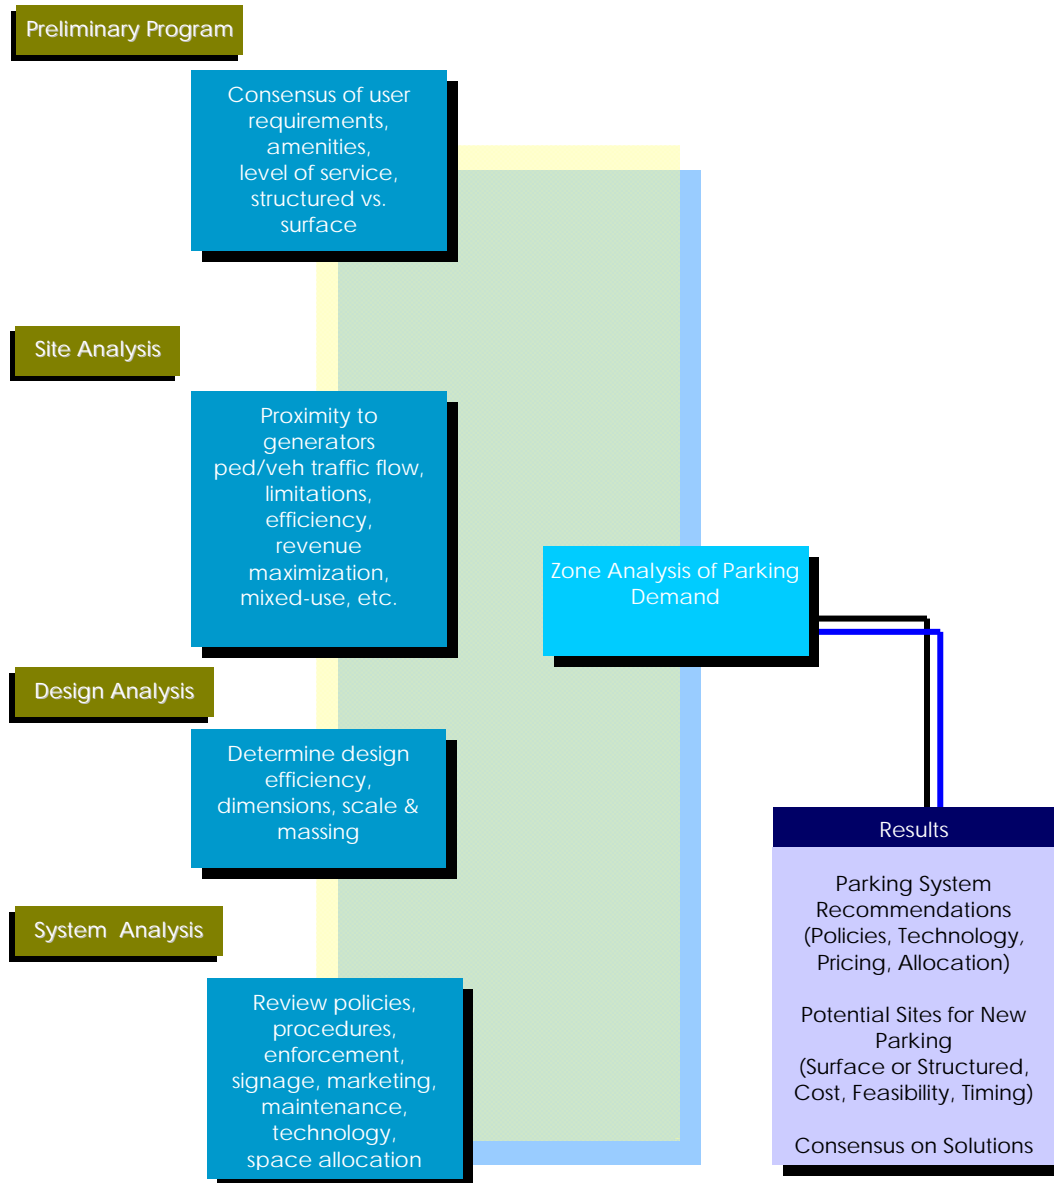 Preliminary Program
Consensus of user
requirements,
amenities,
level of service,
structured vs.
surface
Site Analysis
Proximity to
generators
ped/veh traffic flow,
limitations,
efficiency,
revenue
maximization,
mixed-use, etc.
Zone Analysis of Parking
Demand
Design Analysis
Determine design
efficiency,
dimensions, scale &
massing
System Analysis
Review policies,
procedures,
enforcement,
signage, marketing,
maintenance,
technology,
space allocation
Results
Parking System
Recommendations
(Policies, Technology,
Pricing, Allocation)
Potential Sites for New
Parking
(Surface or Structured,
Cost, Feasibility, Timing)
Consensus on Solutions